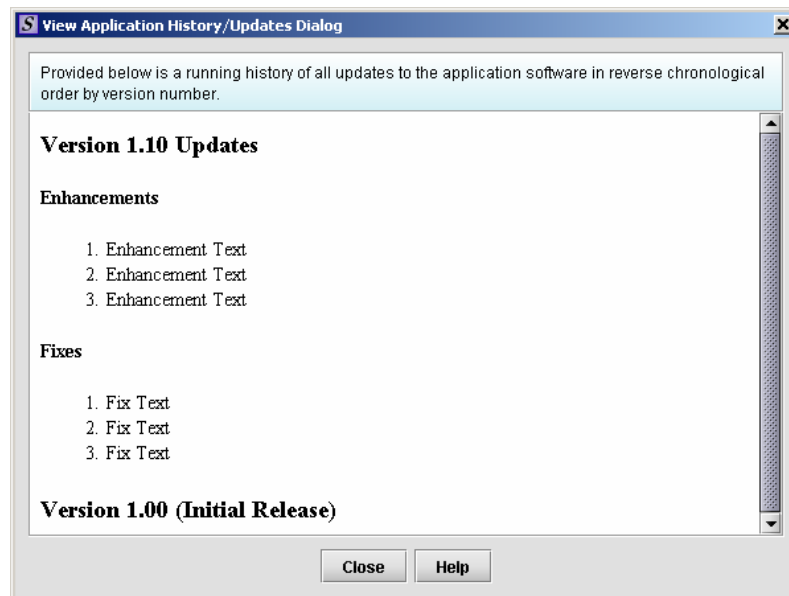 S View Application History/Updates Dialog
Provided below is a running history of all updates to the application software in reverse chronological
order by version number.
Version 1.10 Updates
Enhancements
1. Enhancement Text
2. Enhancement Text
3. Enhancement Text
Fixes
1. Fix Text
2. Fix Text
3. Fix Text
Version 1.00 (Initial Release)
Close Help